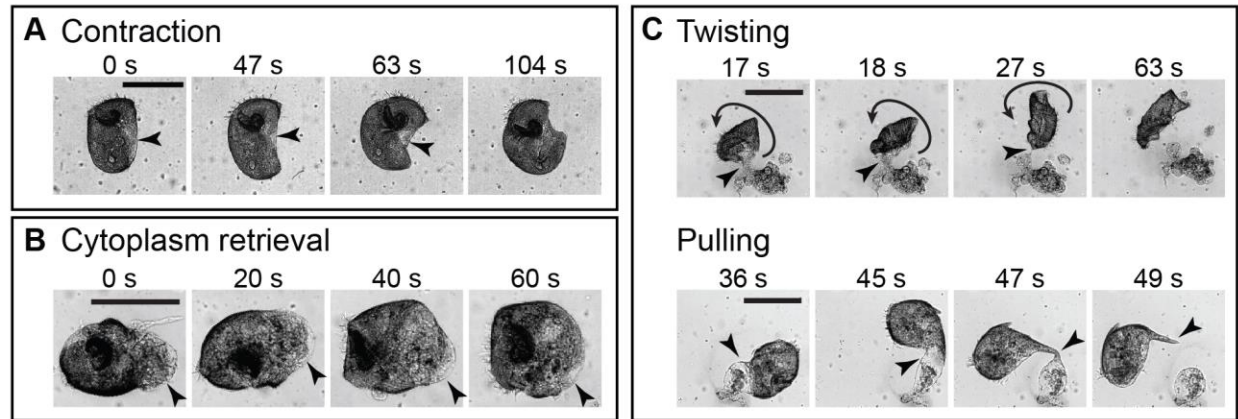 A Contraction
0 s 47 s 63 s 104 s
B Cytoplasm retrieval
0 s 20 s 40 s 60 s
C Twisting
17 s 18 s 27 s 63 s
Pulling
36 s 45 s 47 s 49 s